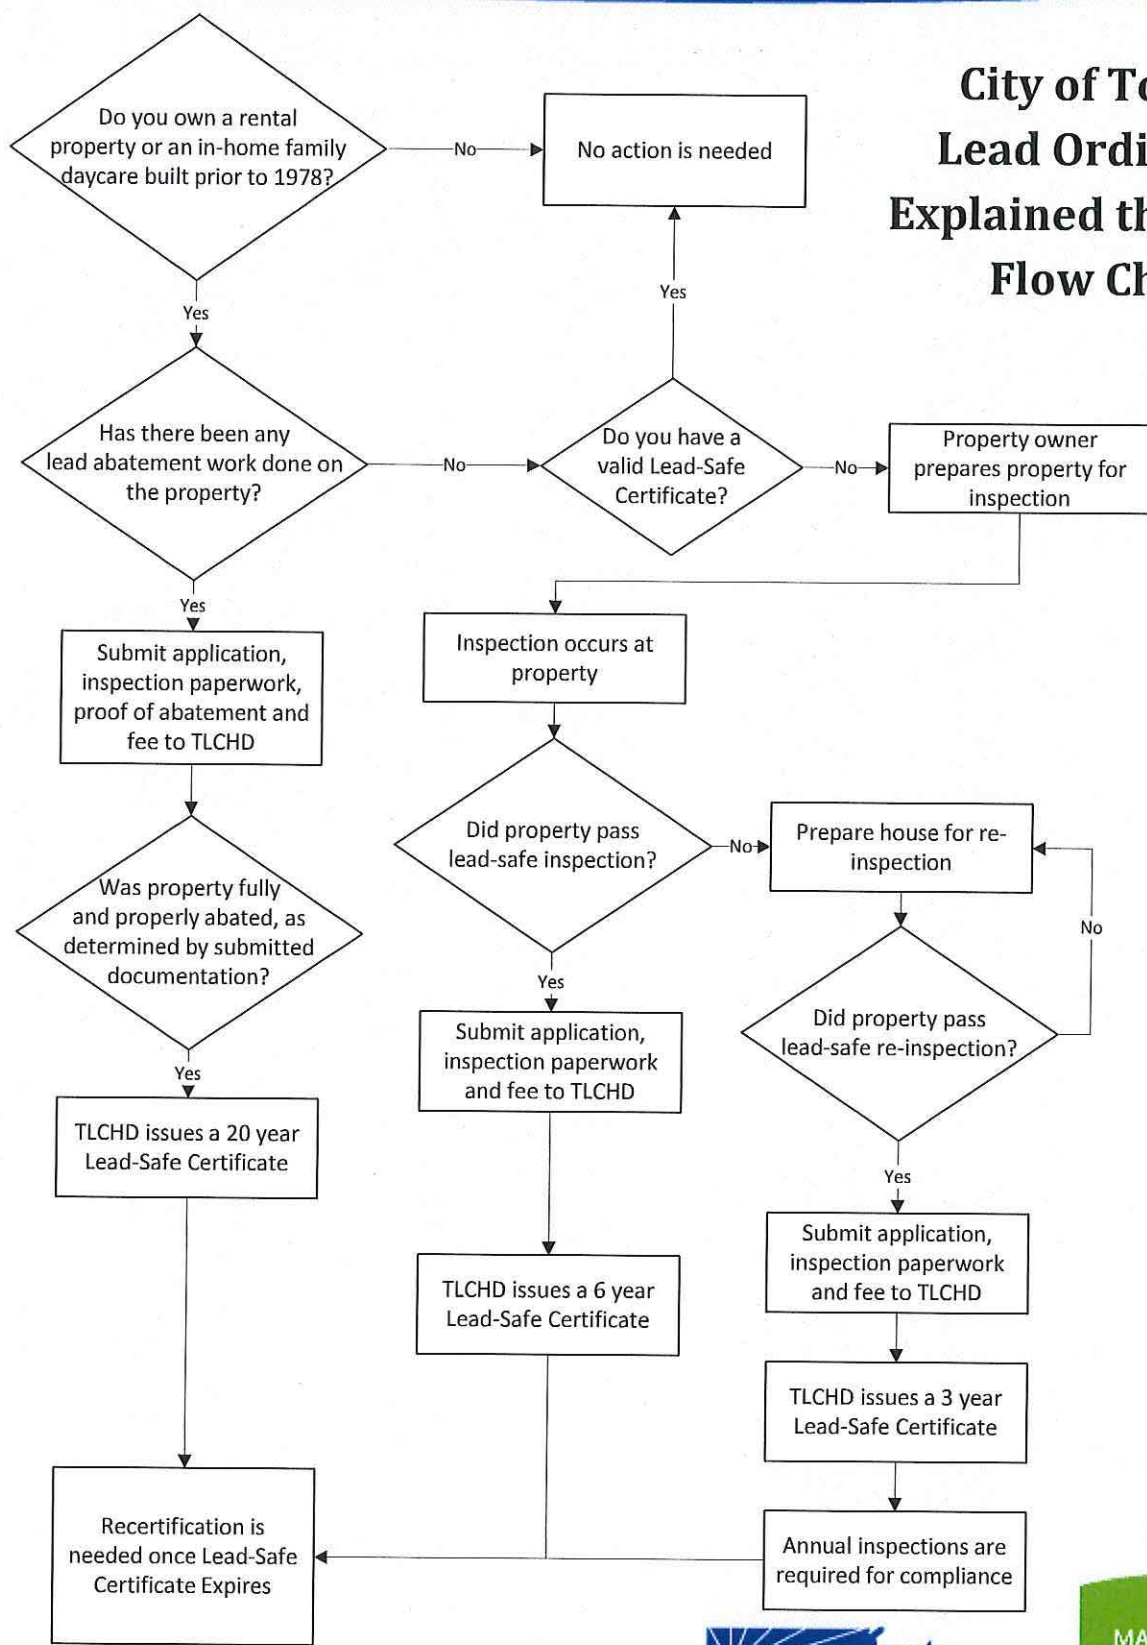 City of To
Lead Ordi
Explained th
Flow Ch
Do you own a rental
property or an in-home family
daycare built prior to 1978?
No
No action is needed
Yes
Yes
Has there been any
lead abatement work done on
the property?
No
Do you have a
valid Lead-Safe
Certificate?
No
Property owner
prepares property for
inspection
Yes
Submit application,
inspection paperwork,
proof of abatement and
fee to TLCHD
Inspection occurs at
property
Did property pass
lead-safe inspection?
No
Prepare house for re-
inspection
No
Was property fully
and properly abated, as
determined by submitted
documentation?
Yes
Did property pass
lead-safe re-inspection?
Submit application,
inspection paperwork
and fee to TLCHD
Yes
TLCHD issues a 20 year
Lead-Safe Certificate
Yes
Submit application,
inspection paperwork
and fee to TLCHD
TLCHD issues a 6 year
Lead-Safe Certificate
TLCHD issues a 3 year
Lead-Safe Certificate
Recertification is
needed once Lead-Safe
Certificate Expires
Annual inspections are
required for compliance
MA